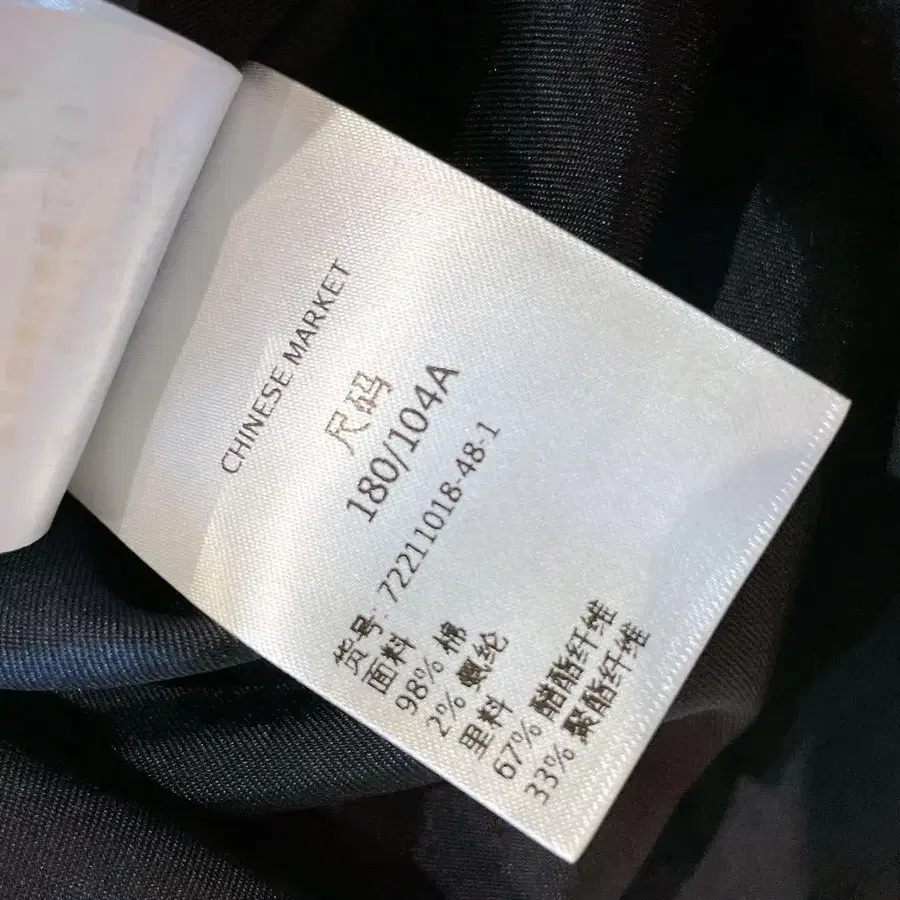 CHINESE MARKET
尺码
180/104A
货号: 72211018-48-1
面料
98% 棉
2% 氨纶
里料
67% 醋酯纤维
33% 聚酯纤维